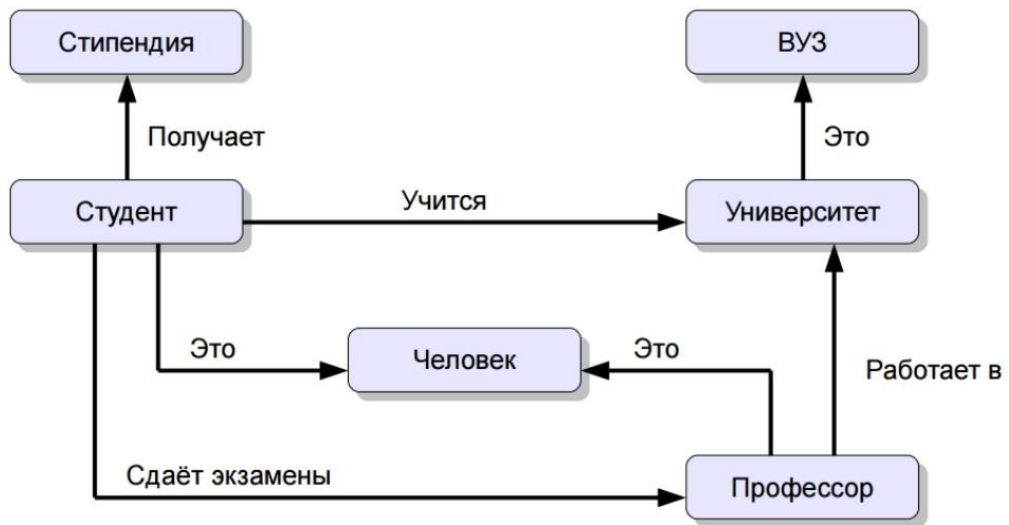 Стипендия
ВУЗ
Получает
Это
Студент
Учится
Университет
Это
Человек
Это
Работает в
Сдаёт экзамены
Профессор